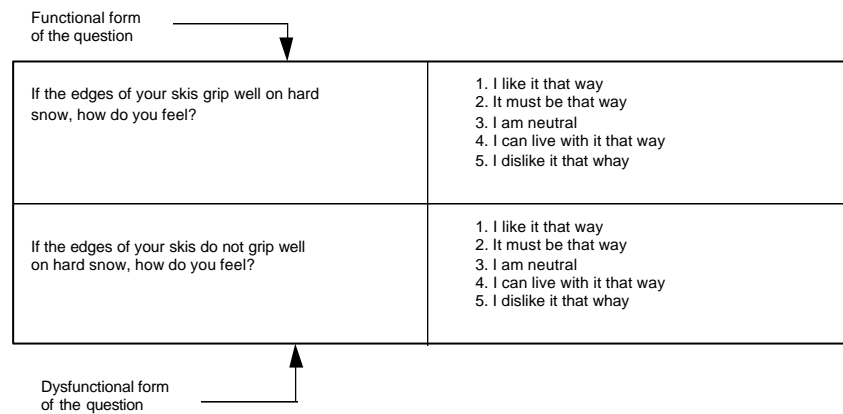 Functional form
of the question
If the edges of your skis grip well on hard
snow, how do you feel?
1. I like it that way
2. It must be that way
3. I am neutral
4. I can live with it that way
5. I dislike it that whay
If the edges of your skis do not grip well
on hard snow, how do you feel?
1. I like it that way
2. It must be that way
3. I am neutral
4. I can live with it that way
5. I dislike it that whay
Dysfunctional form
of the question